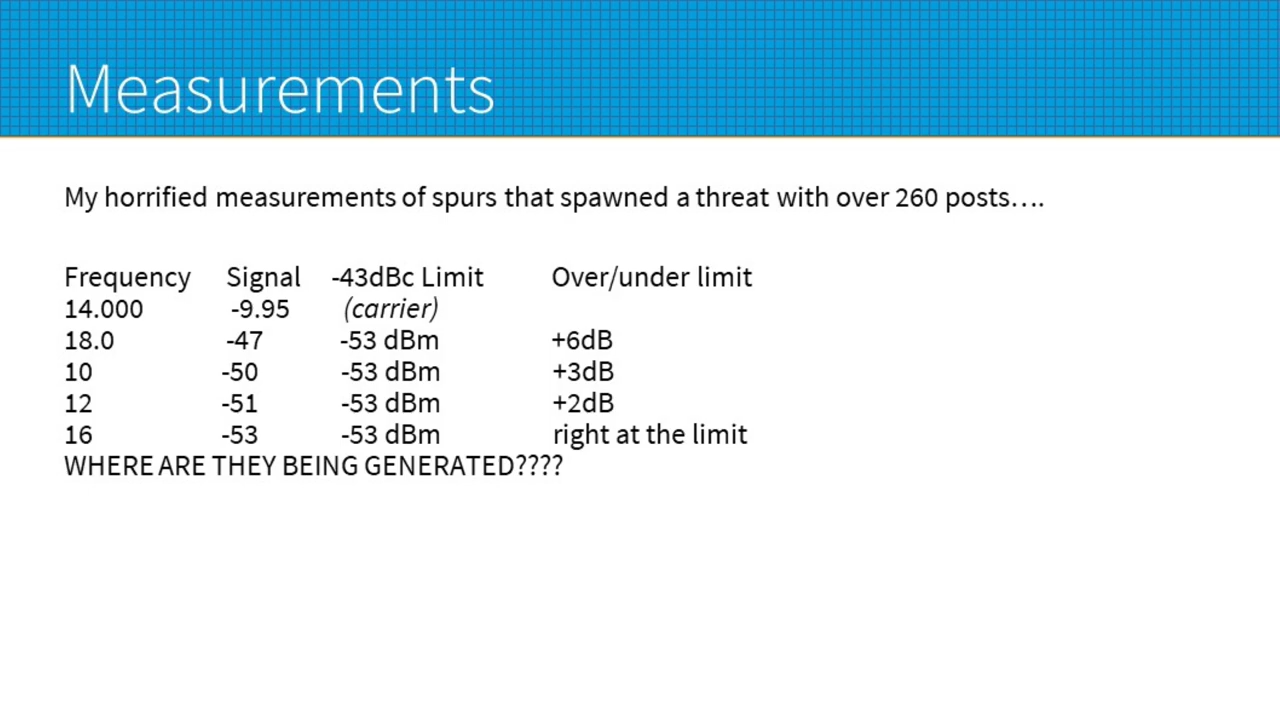 Measurements
My horrified measurements of spurs that spawned a threat with over 260 posts….
Frequency Signal -43dBc Limit Over/under limit
14.000 -9.95 (carrier)
18.0 -47 -53 dBm +6dB
10 -50 -53 dBm +3dB
12 -51 -53 dBm +2dB
16 -53 -53 dBm right at the limit
WHERE ARE THEY BEING GENERATED????